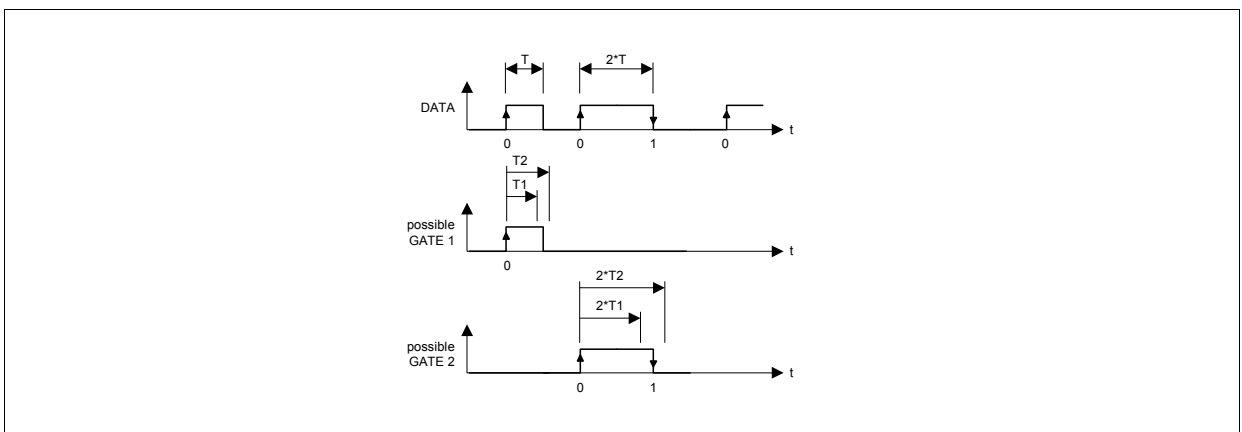 T 2*T
DATA
t
0 0 1 0
T2
T1
possible
GATE 1
t
0
2*T2
2*T1
possible
GATE 2
t
0 1